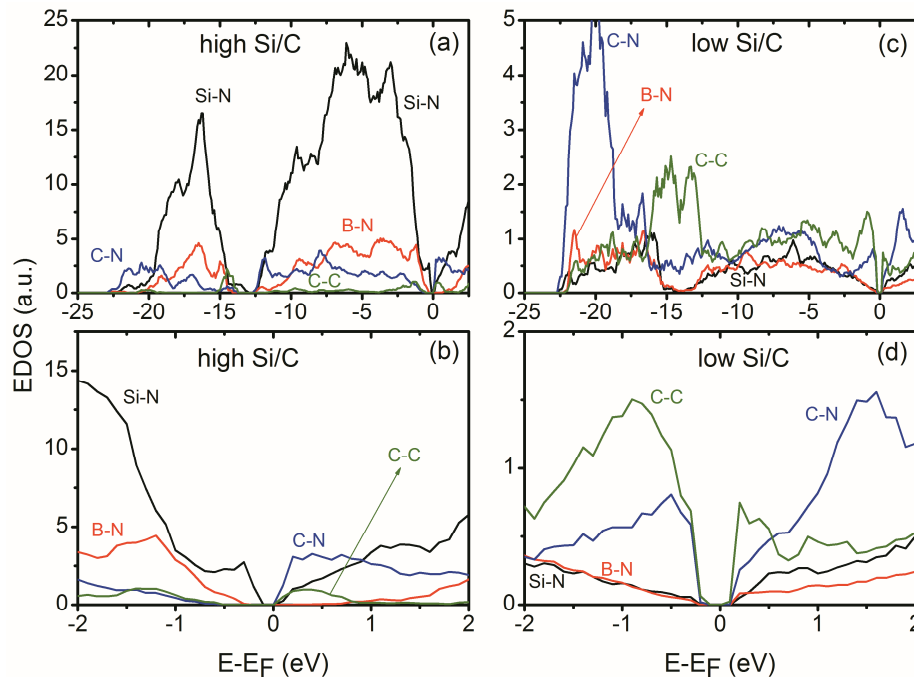 high Si/C (a)
Si-N
Si-N
B-N
C-N
C-C
30
25
20
15
10
5
0
-25 -20 -15 -10 -5 0
low Si/C (c)
C-N
B-N
C-C
Si-N
5
4
3
2
1
0
-25 -20 -15 -10 -5 0
EDOS (a.u.)
high Si/C (b)
Si-N
C-C
B-N
C-N
15
10
5
0
-2 -1 0 1 2
E-EF (eV)
low Si/C (d)
C-C
C-N
Si-N
B-N
2
1
0
-2 -1 0 1 2
E-EF (eV)